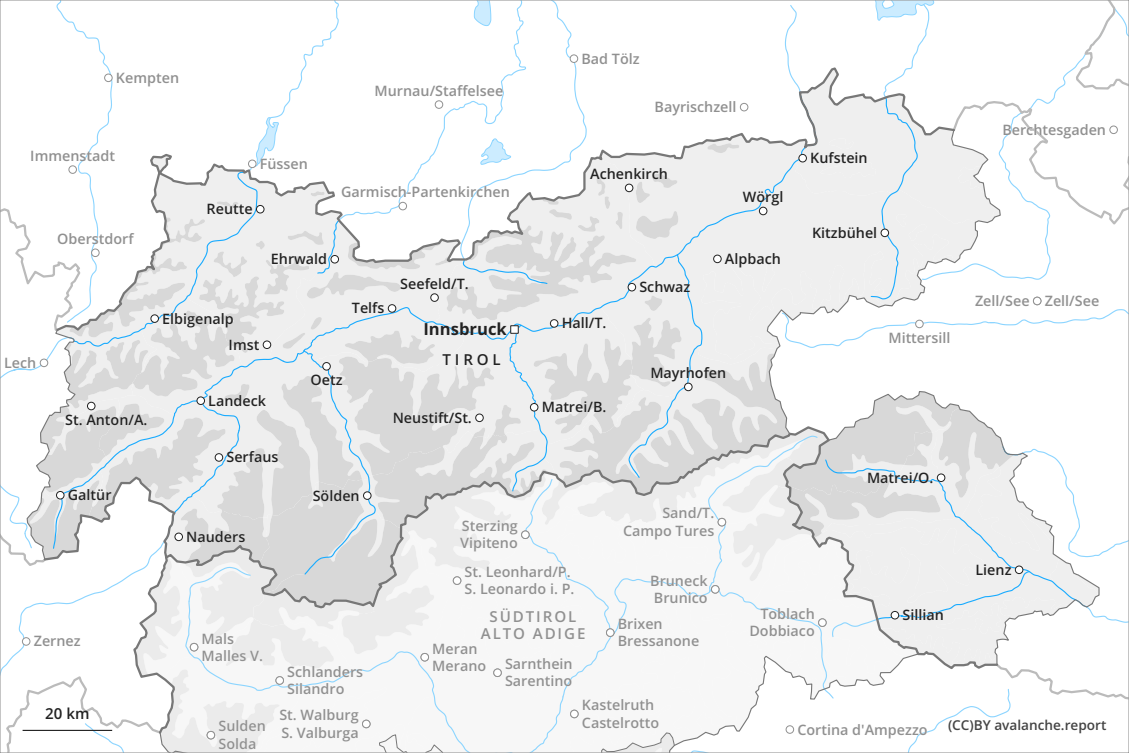 Kempten
Bad Tölz
Murnau/Staffelsee
Bayrischzell
Berchtesgaden
Immenstadt
Füssen
Kufstein
Achenkirch
Garmisch-Partenkirchen
Wörgl
Reutte
Kitzbühel
Oberstdorf
Ehrwald
Alpbach
Seefeld/T.
Schwaz
Zell/See
Zell/See
Telfs
Elbigenalp
Innsbruck
Hall/T.
Mittersill
Imst
TIROL
Lech
Oetz
Mayrhofen
Landeck
Matrei/B.
St. Anton/A.
Neustift/St.
Serfaus
Matrei/O.
Galtür
Sölden
Sand/T.
Campo Tures
Sterzing
Vipiteno
Nauders
Lienz
St. Leonhard/P.
S. Leonardo i. P.
Bruneck
Brunico
SÜDTIROL
ALTO ADIGE
Toblach
Dobbiaco
Sillian
Brixen
Bressanone
Zernez
Mals
Malles V.
Meran
Merano
Sarnthein
Sarentino
Schlanders
Silandro
Kastelruth
Castelrotto
St. Walburg
S. Valburga
Sulden
Solda
20 km
Cortina d'Ampezzo
(CC)BY avalanche.report